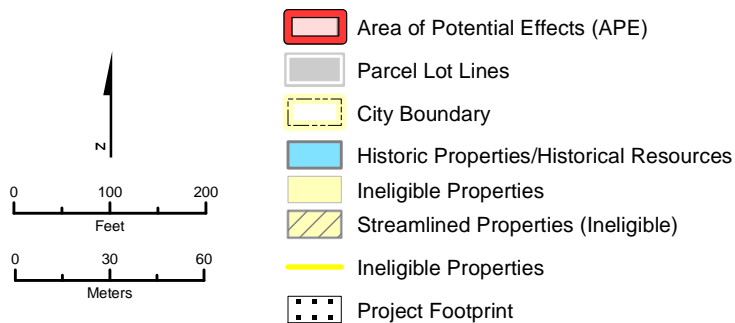 N
0 100 200
Feet
0 30 60
Meters
Area of Potential Effects (APE)
Parcel Lot Lines
City Boundary
Historic Properties/Historical Resources
Ineligible Properties
Streamlined Properties (Ineligible)
Ineligible Properties
Project Footprint